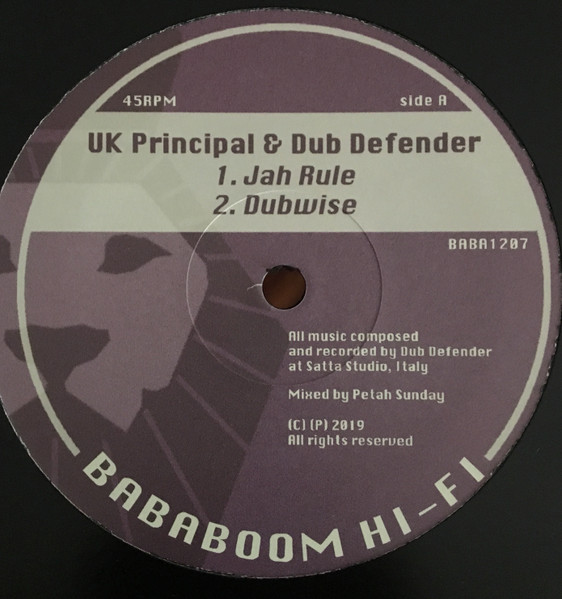 45RPM
side A
UK Principal & Dub Defender
1. Jah Rule
2. Dubwise
BABA1207
All music composed
and recorded by Dub Defender
at Satta Studio, Italy
Mixed by Petah Sunday
(C) (P) 2019
All rights reserved
BABABOOM HI-FI